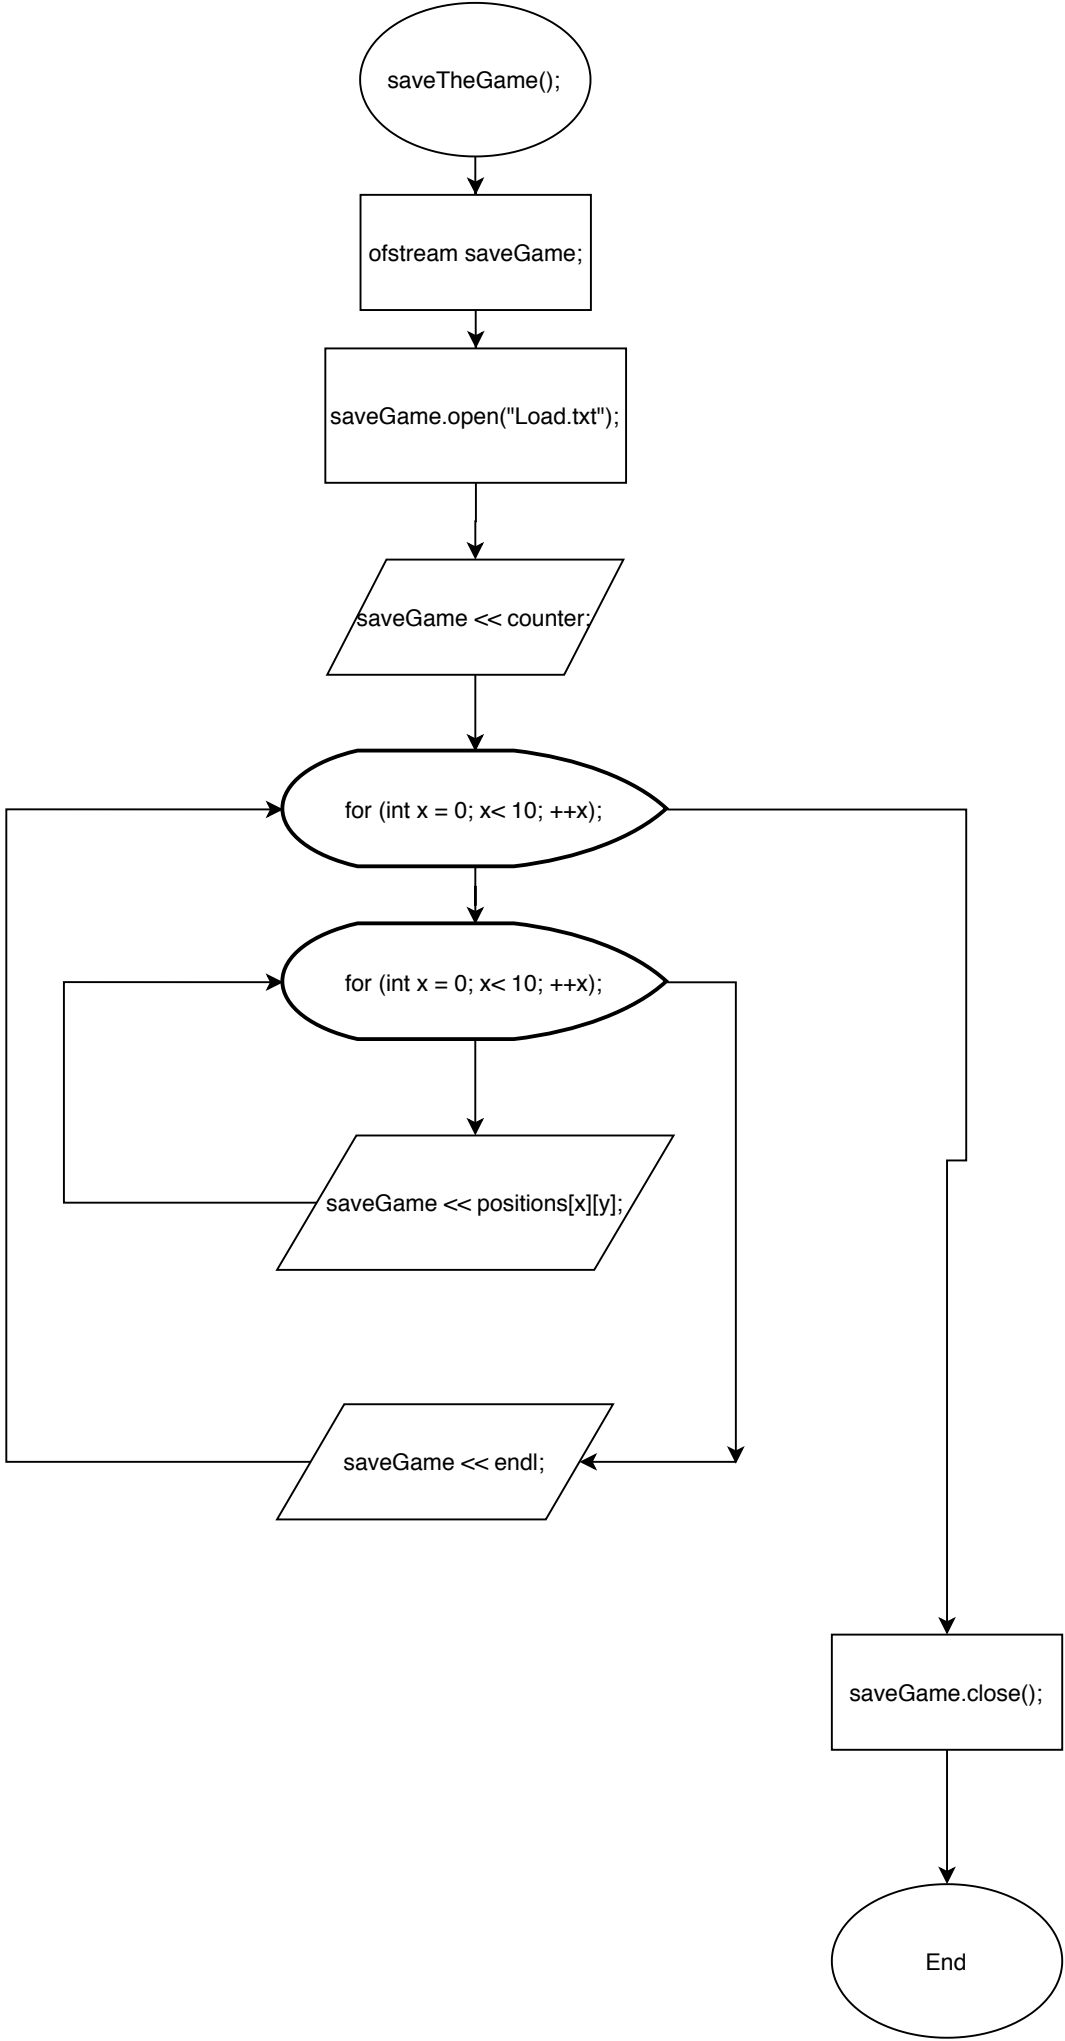 saveTheGame();
ofstream saveGame;
saveGame.open("Load.txt");
saveGame << counter;
for (int x = 0; x< 10; ++x);
for (int x = 0; x< 10; ++x);
saveGame << positions[x][y];
saveGame << endl;
saveGame.close();
End